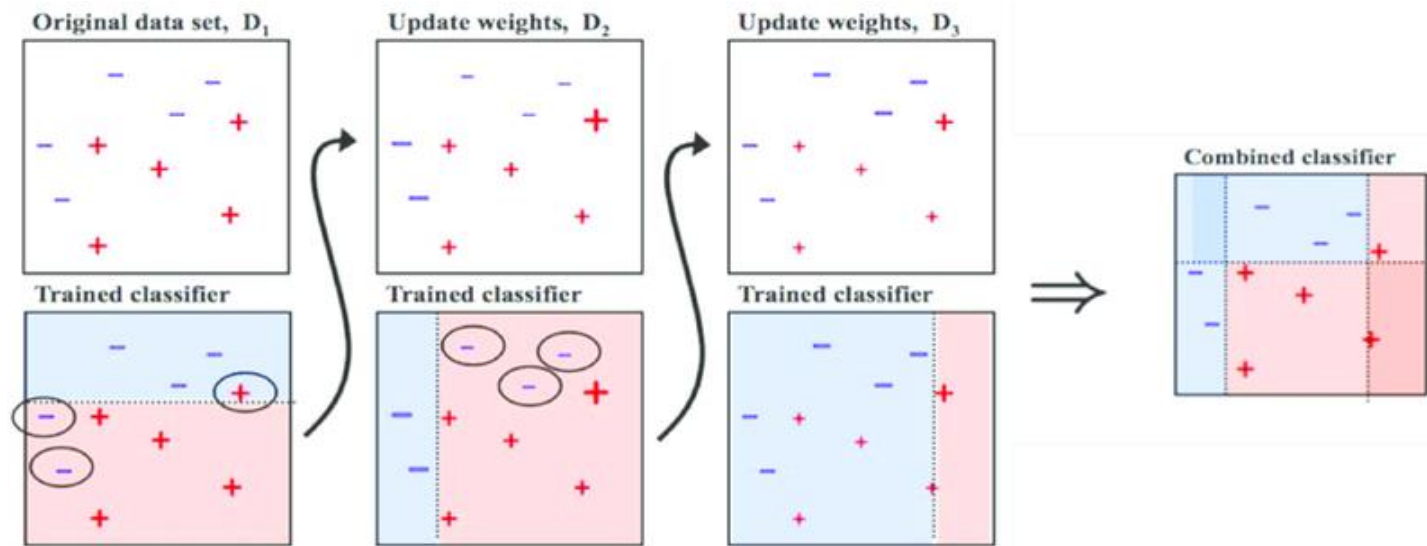 Original data set, D₁
Update weights, D₂
Update weights, D₃
Combined classifier
Trained classifier
Trained classifier
Trained classifier